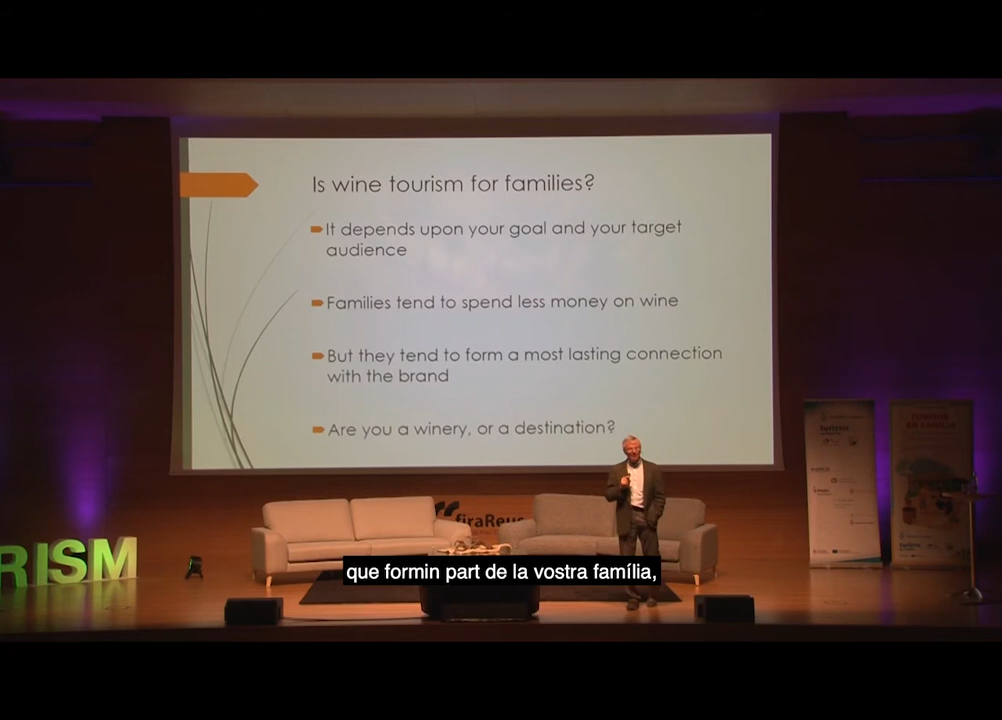 Is wine tourism for families?
It depends upon your goal and your target
audience
Families tend to spend less money on wine
But they tend to form a most lasting connection
with the brand
Are you a winery, or a destination?
firaReus
RISM
que formin part de la vostra família,